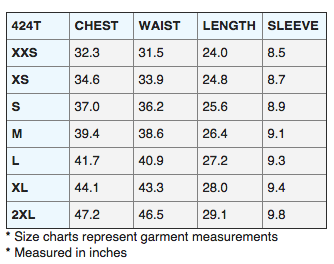 424T CHEST WAIST LENGTH SLEEVE
XXS 32.3 31.5 24.0 8.5
XS 34.6 33.9 24.8 8.7
S 37.0 36.2 25.6 8.9
M 39.4 38.6 26.4 9.1
L 41.7 40.9 27.2 9.3
XL 44.1 43.3 28.0 9.4
2XL 47.2 46.5 29.1 9.8
* Size charts represent garment measurements
* Measured in inches